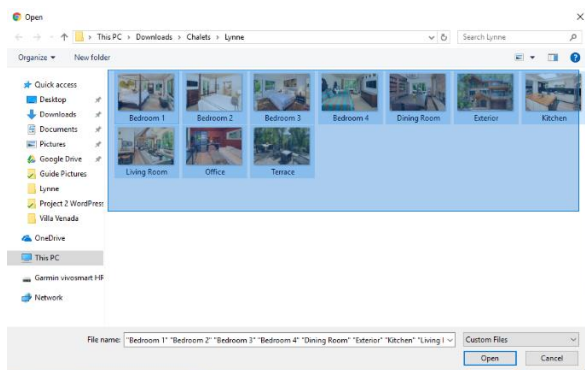 Open
This PC > Downloads > Chalets > Lynne
Search Lynne
Organize
New folder
Quick access
Desktop
Downloads
Documents
Pictures
Google Drive
Guide Pictures
Lynne
Project 2 WordPres
Villa Venada
OneDrive
This PC
Garmin vivosmart HR
Network
Bedroom 1 Bedroom 2 Bedroom 3 Bedroom 4 Dining Room Exterior Kitchen
Living Room Office Terrace
File name: "Bedroom 1" "Bedroom 2" "Bedroom 3" "Bedroom 4" "Dining Room" "Exterior" "Kitchen" "Living
Custom Files
Open Cancel